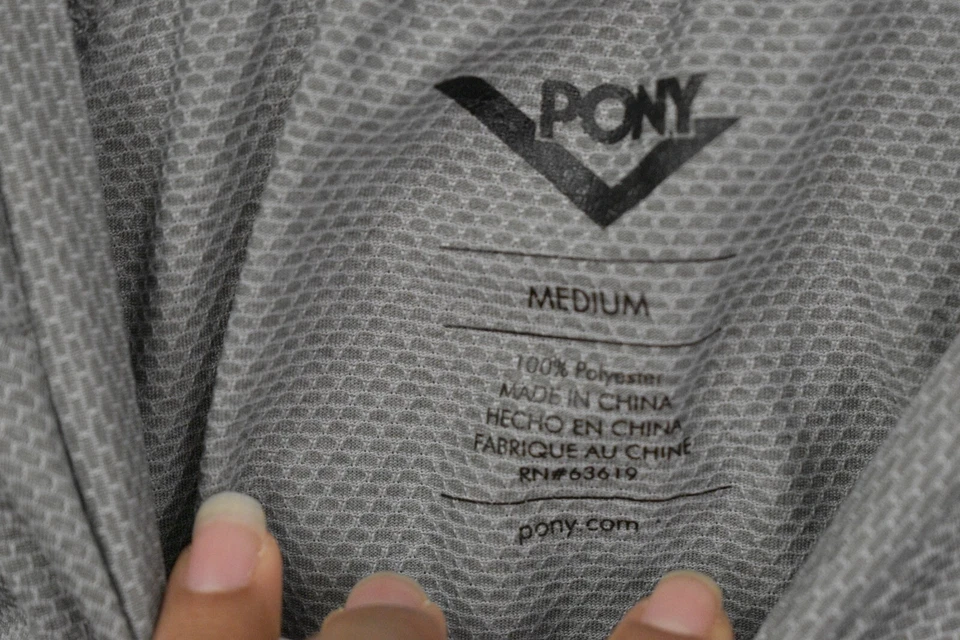 PONY
MEDIUM
100% Polyester
MADE IN CHINA
HECHO EN CHINA
FABRIQUE AU CHINE
RN#63619
pony.com